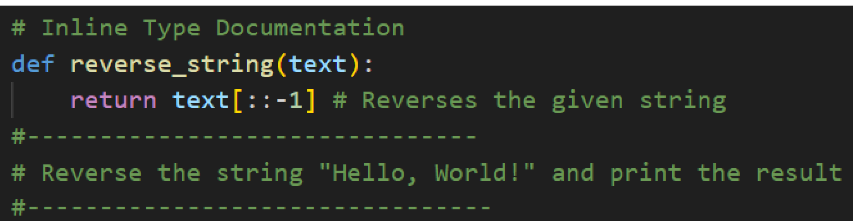 # Inline Type Documentation
def reverse_string(text):
    return text[::-1] # Reverses the given string
#-------------------------------
# Reverse the string "Hello, World!" and print the result
#--------------------------------